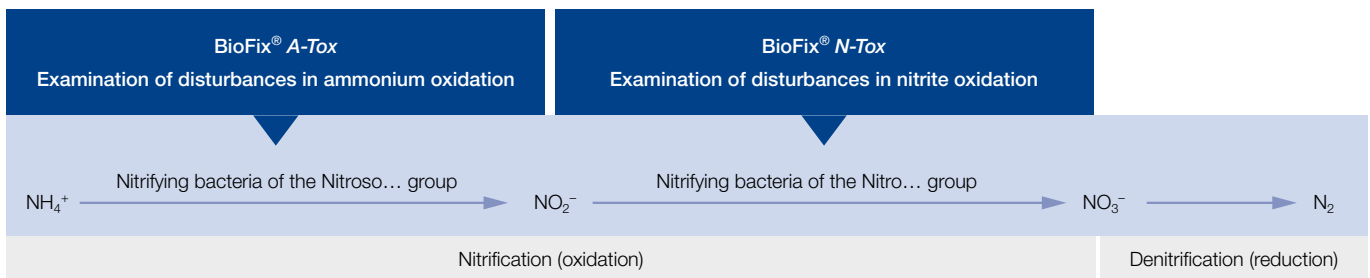 BioFix® A-Tox
Examination of disturbances in ammonium oxidation
BioFix® N-Tox
Examination of disturbances in nitrite oxidation
Nitrifying bacteria of the Nitroso… group
Nitrifying bacteria of the Nitro… group
NH₄⁺
NO₂⁻
NO₃⁻
N₂
Nitrification (oxidation)
Denitrification (reduction)